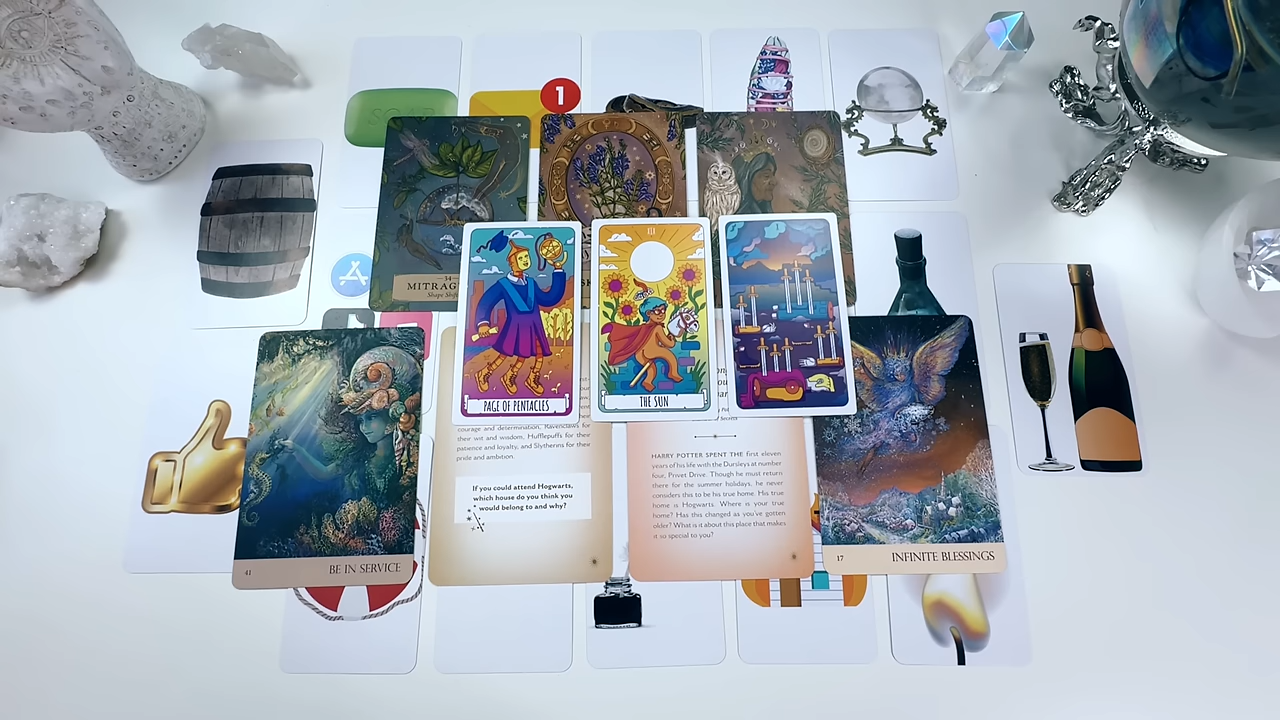 SOAP
1
34
MITRAG
Shape Shif
III
PAGE OF PENTACLES
THE SUN
courage and determination. Ravenclaws for
their wit and wisdom, Hufflepuffs for their
patience and loyalty, and Slytherins for their
pride and ambition.
If you could attend Hogwarts,
which house do you think you
would belong to and why?
Secrets
HARRY POTTER SPENT THE first eleven
years of his life with the Dursleys at number
four, Privet Drive. Though he must return
there for the summer holidays, he never
considers this to be his true home. His true
home is Hogwarts. Where is your true
home? Has this changed as you've gotten
older? What is it about this place that makes
it so special to you?
41
BE IN SERVICE
17
INFINITE BLESSINGS